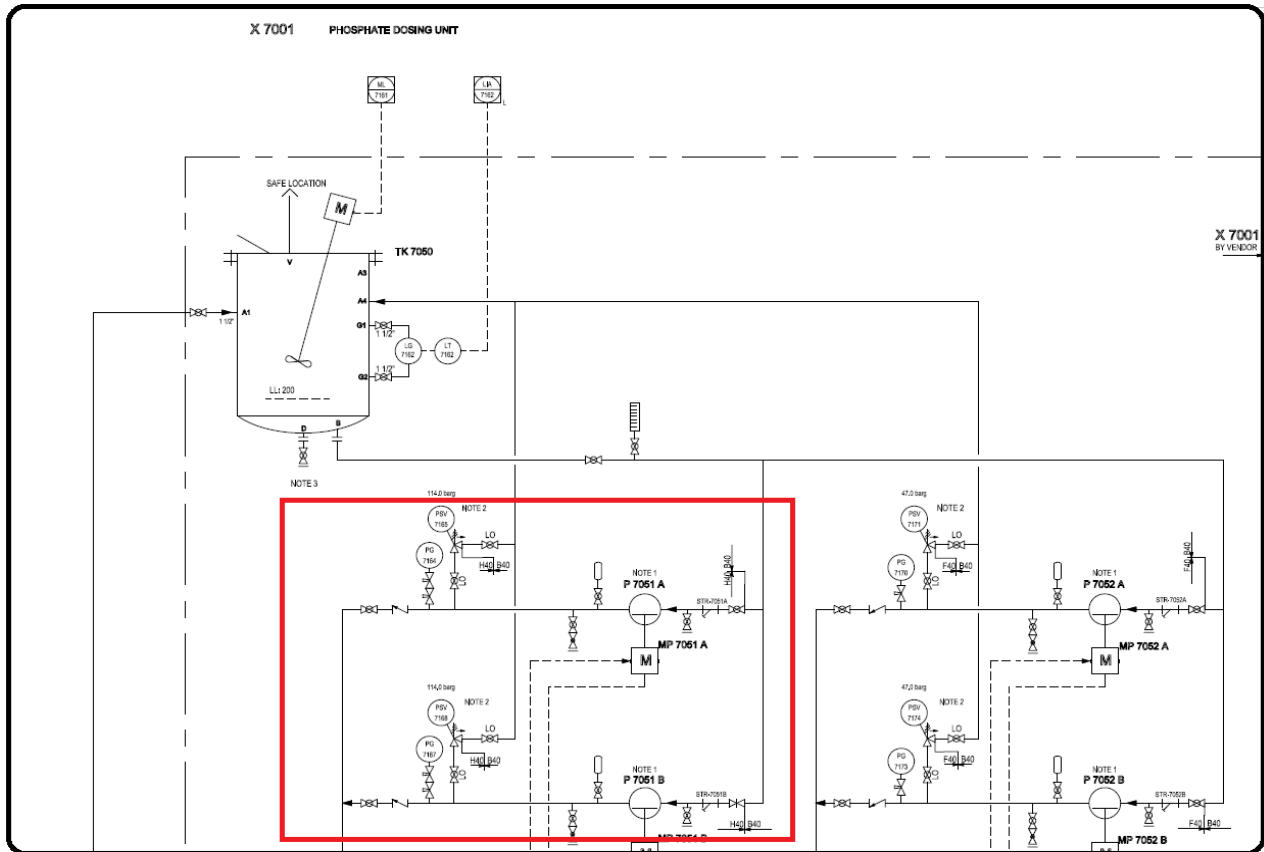 X 7001 PHOSPHATE DOSING UNIT
ML
7161
LIA
7162
L
SAFE LOCATION
M
TK 7050
V
A3
A4
A1
1 1/2"
G1
1 1/2"
LG
7162
LT
7162
1 1/2"
G2
LL: 200
D
B
NOTE 3
X 7001
BY VENDOR
114,0 barg
PSV
7165
NOTE 2
LO
PG
7164
LO
H40 B40
H40 B40
NOTE 1
P 7051 A
STR-7051A
MP 7051 A
M
47,0 barg
PSV
7171
NOTE 2
LO
PG
7170
LO
F40 B40
F40 B40
NOTE 1
P 7052 A
STR-7052A
MP 7052 A
M
114,0 barg
PSV
7168
NOTE 2
LO
PG
7167
LO
H40 B40
NOTE 1
P 7051 B
STR-7051B
H40 B40
MP 7051 B
47,0 barg
PSV
7174
NOTE 2
LO
PG
7173
LO
F40 B40
NOTE 1
P 7052 B
STR-7052B
F40 B40
MP 7052 B